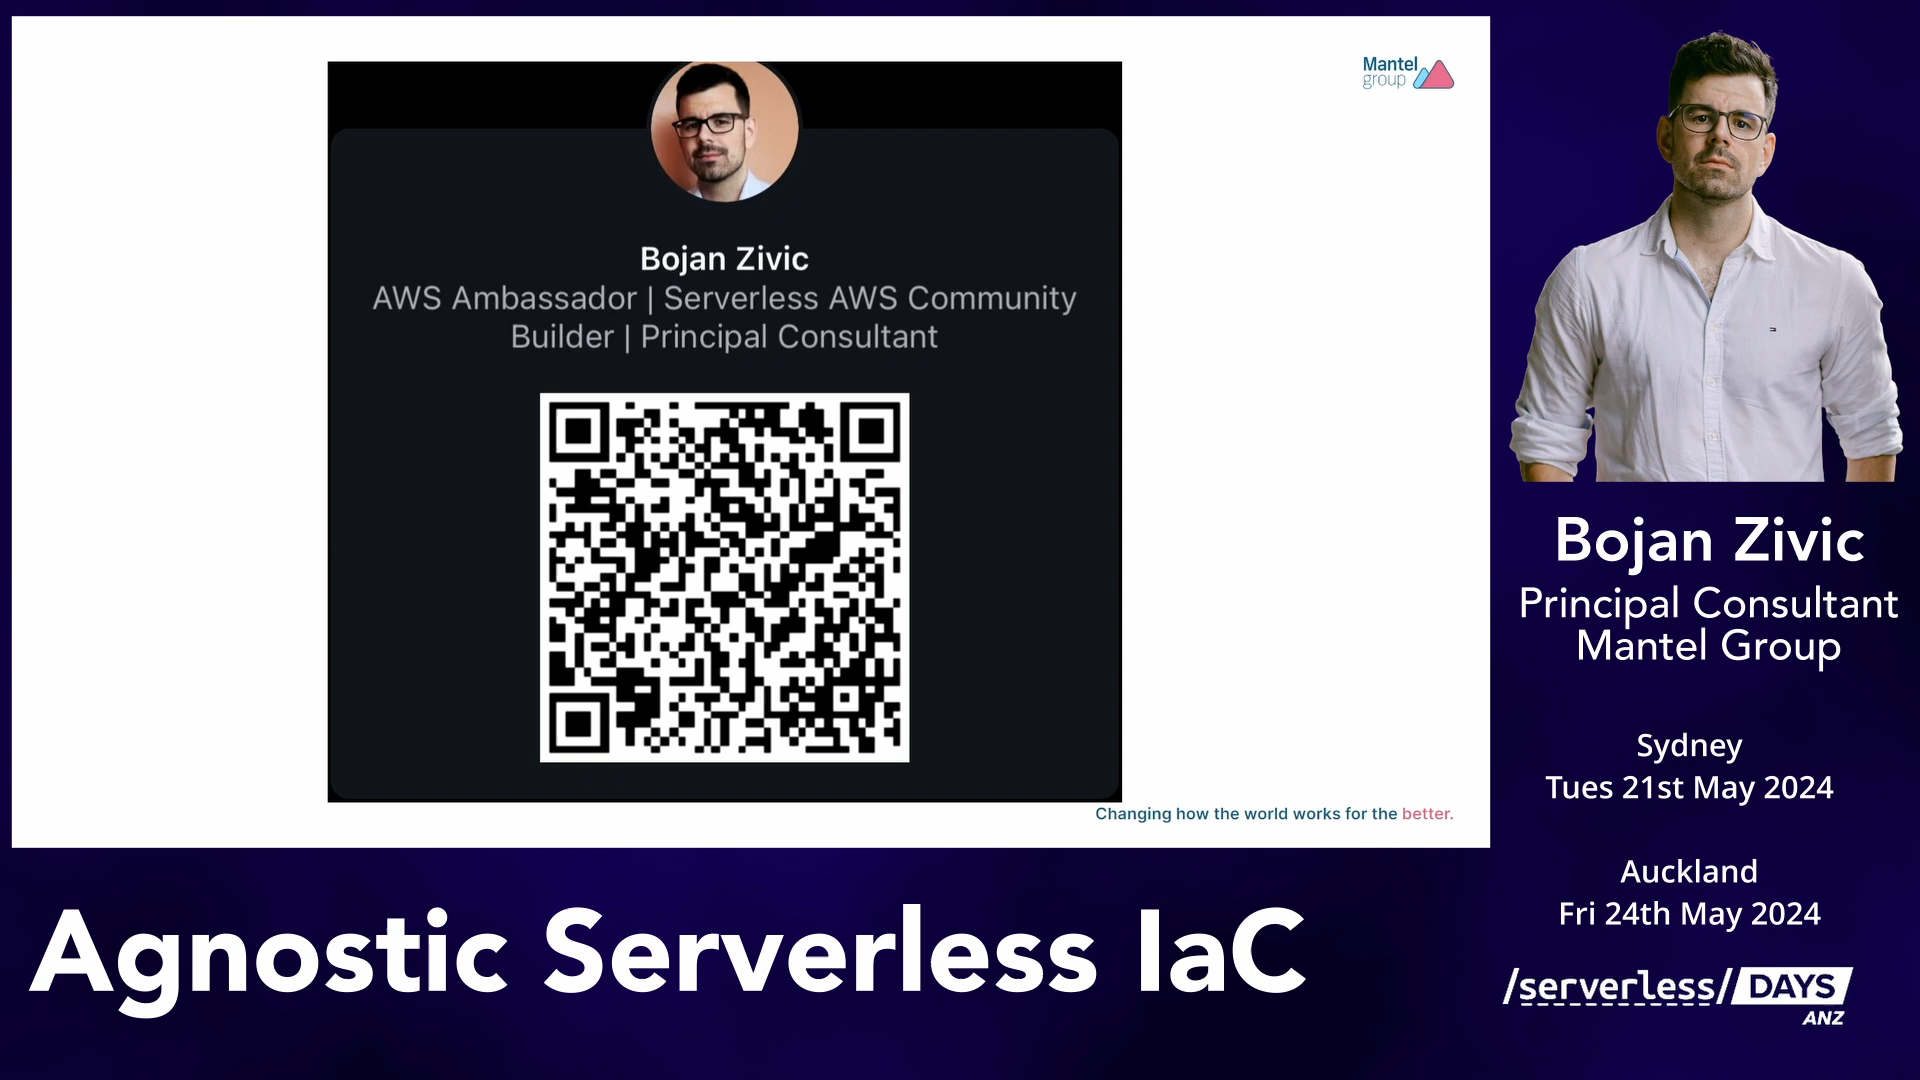 Mantel
group
Bojan Zivic
AWS Ambassador | Serverless AWS Community
Builder | Principal Consultant
Changing how the world works for the better.
Bojan Zivic
Principal Consultant
Mantel Group
Sydney
Tues 21st May 2024
Auckland
Fri 24th May 2024
/serverless/DAYS
ANZ
Agnostic Serverless IaC